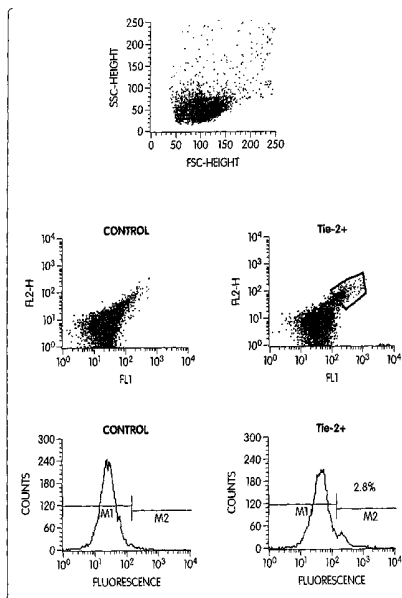 SSC-HEIGHT
250
200
150
100
50
0
0 50 100 150 200 250
FSC-HEIGHT
CONTROL
FL2-H
10⁴
10³
10²
10¹
10⁰
10⁰ 10¹ 10² 10³ 10⁴
FL1
Tie-2+
FL2-H
10⁴
10³
10²
10¹
10⁰
10⁰ 10¹ 10² 10³ 10⁴
FL1
CONTROL
COUNTS
300
240
180
120
60
0
M1
M2
10⁰ 10¹ 10² 10³ 10⁴
FLUORESCENCE
Tie-2+
COUNTS
300
240
180
120
60
0
2.8%
M1
M2
10⁰ 10¹ 10² 10³ 10⁴
FLUORESCENCE